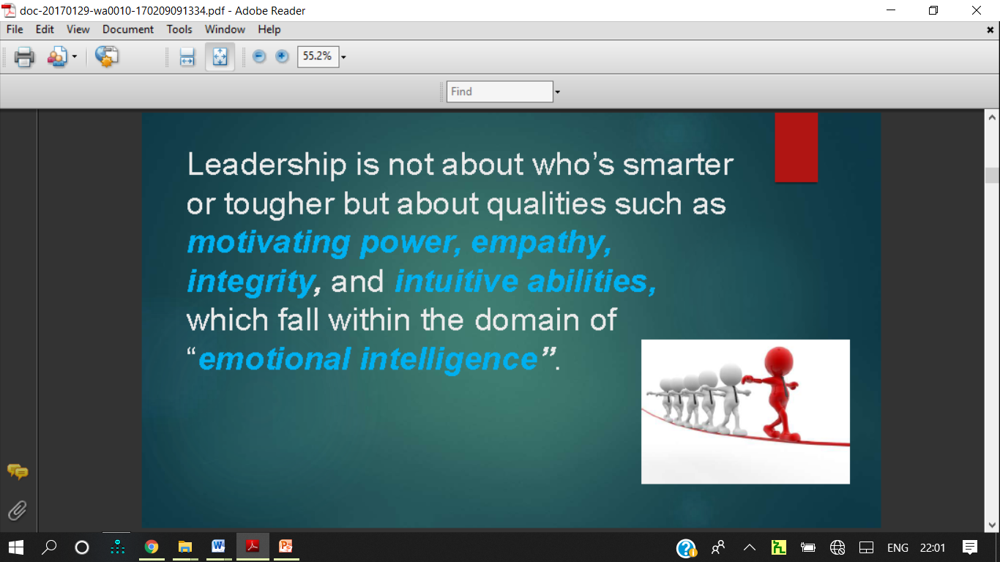 doc-20170129-wa0010-170209091334.pdf - Adobe Reader
File Edit View Document Tools Window Help
55.2%
Find
Leadership is not about who’s smarter
or tougher but about qualities such as
motivating power, empathy,
integrity, and intuitive abilities,
which fall within the domain of
“emotional intelligence”.
ENG 22:01